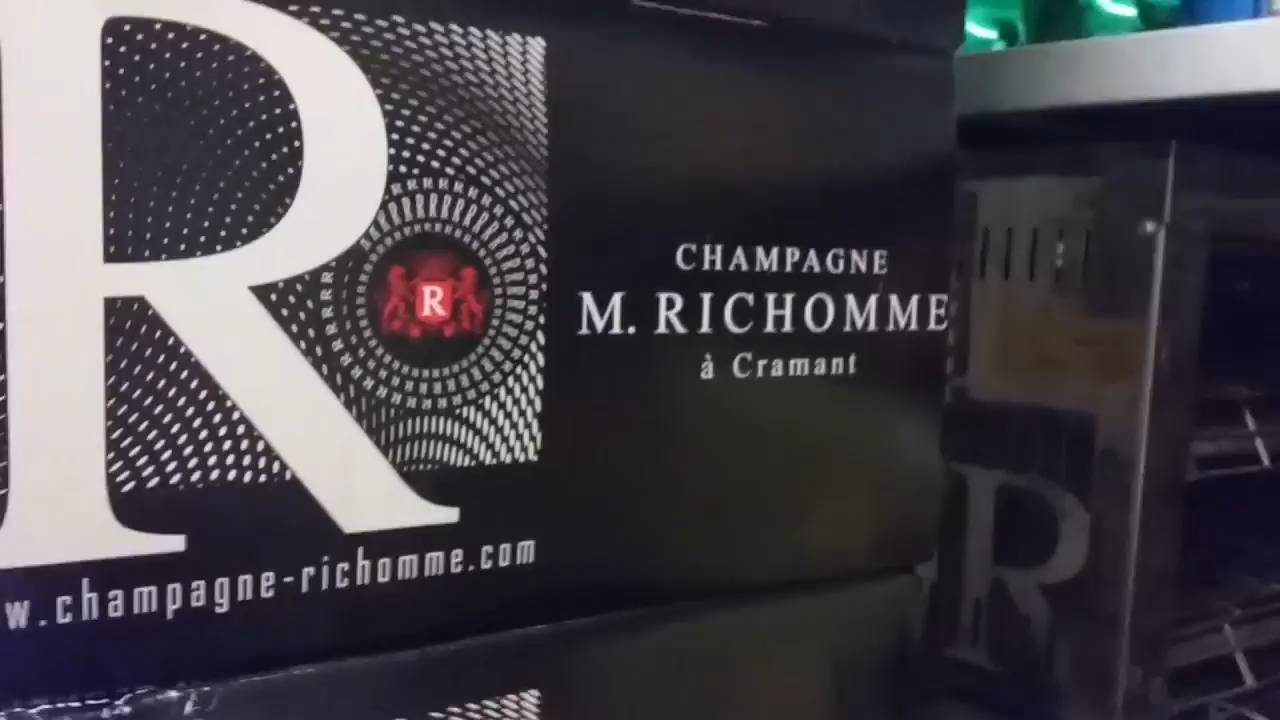 R
R
CHAMPAGNE
M. RICHOMME
à Cramant
w.champagne-richomme.com
R